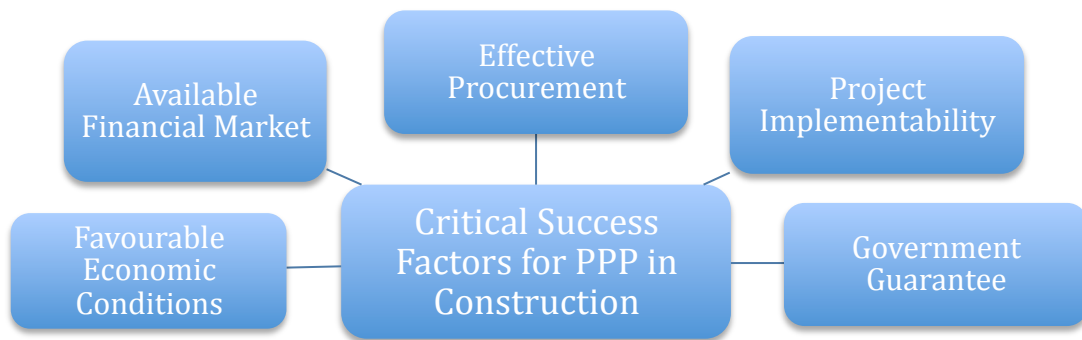 Effective
Procurement
Available
Financial Market
Project
Implementability
Critical Success
Factors for PPP in
Construction
Favourable
Economic
Conditions
Government
Guarantee